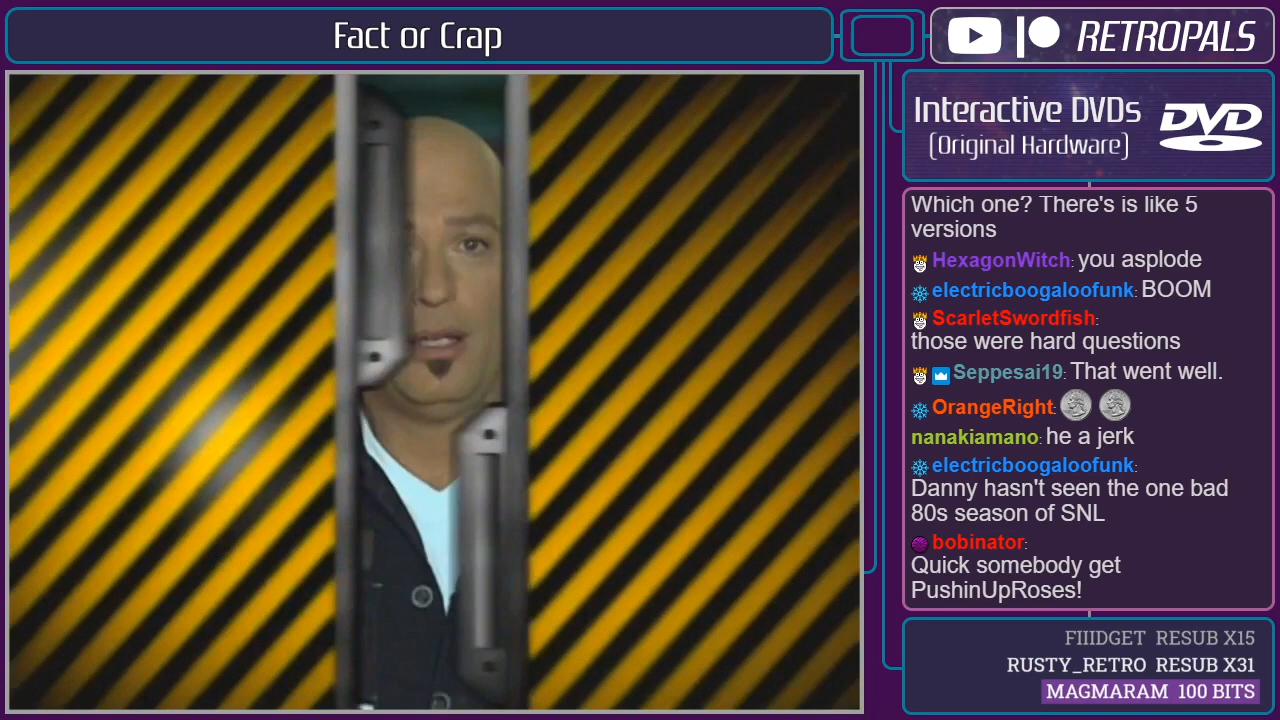 Fact or Crap
RETROPALS
Interactive DVDs
(Original Hardware)
DVD
Which one? There's is like 5
versions
HexagonWitch: you asplode
electricboogaloofunk: BOOM
ScarletSwordfish:
those were hard questions
Seppesai19: That went well.
OrangeRight:
nanakiamano: he a jerk
electricboogaloofunk:
Danny hasn't seen the one bad
80s season of SNL
bobinator:
Quick somebody get
PushinUpRoses!
FIIIDGET RESUB X15
RUSTY_RETRO RESUB X31
MAGMARAM 100 BITS